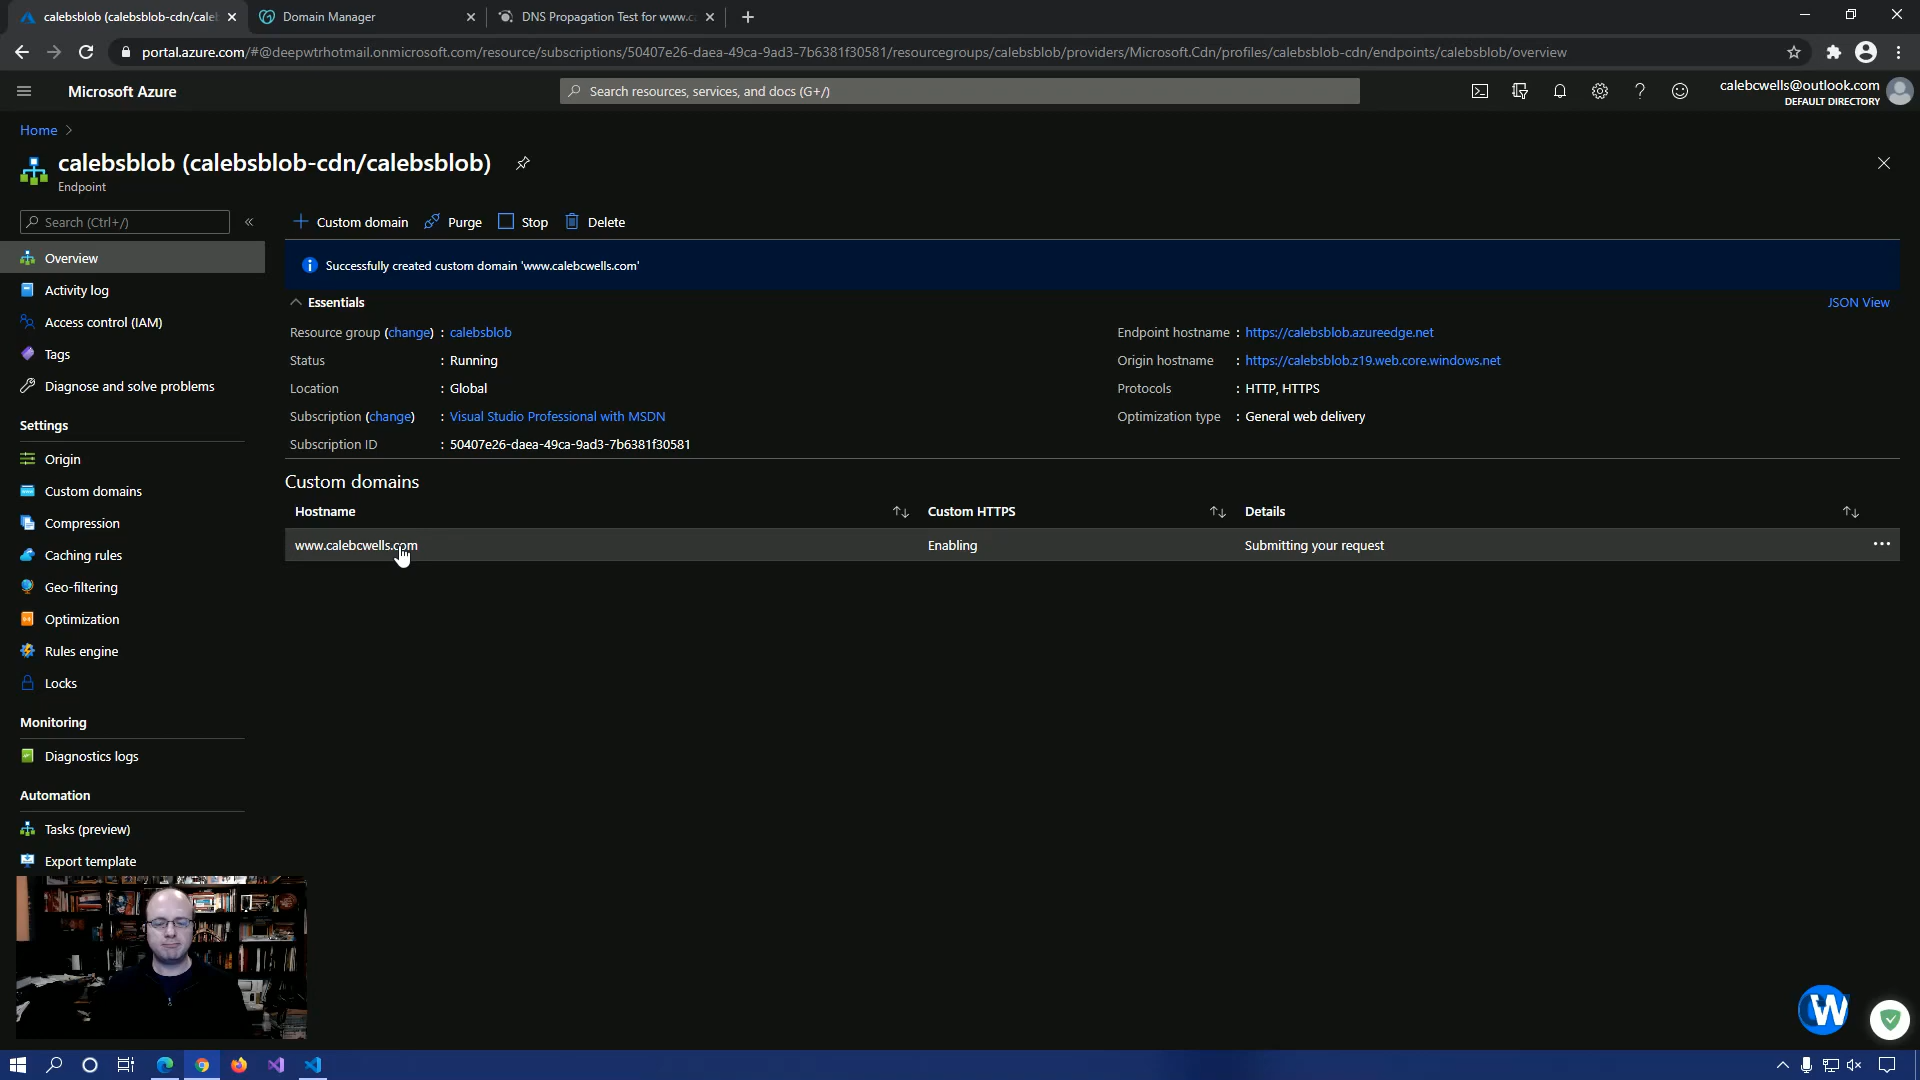 calebsblob (calebsblob-cdn/caleb
Domain Manager
DNS Propagation Test for www.c
portal.azure.com/#@deepwtrhotmail.onmicrosoft.com/resource/subscriptions/50407e26-daea-49ca-9ad3-7b6381f30581/resourcegroups/calebsblob/providers/Microsoft.Cdn/profiles/calebsblob-cdn/endpoints/calebsblob/overview
Microsoft Azure
Search resources, services, and docs (G+/)
calebcwells@outlook.com
DEFAULT DIRECTORY
Home
calebsblob (calebsblob-cdn/calebsblob)
Endpoint
Search (Ctrl+/)
«
Custom domain
Purge
Stop
Delete
Overview
Activity log
Access control (IAM)
Tags
Diagnose and solve problems
Settings
Origin
Custom domains
Compression
Caching rules
Geo-filtering
Optimization
Rules engine
Locks
Monitoring
Diagnostics logs
Automation
Tasks (preview)
Export template
Successfully created custom domain 'www.calebcwells.com'
Essentials
JSON View
Resource group (change) : calebsblob
Status : Running
Location : Global
Subscription (change) : Visual Studio Professional with MSDN
Subscription ID : 50407e26-daea-49ca-9ad3-7b6381f30581
Endpoint hostname : https://calebsblob.azureedge.net
Origin hostname : https://calebsblob.z19.web.core.windows.net
Protocols : HTTP, HTTPS
Optimization type : General web delivery
Custom domains
Hostname Custom HTTPS Details
www.calebcwells.com Enabling Submitting your request
W